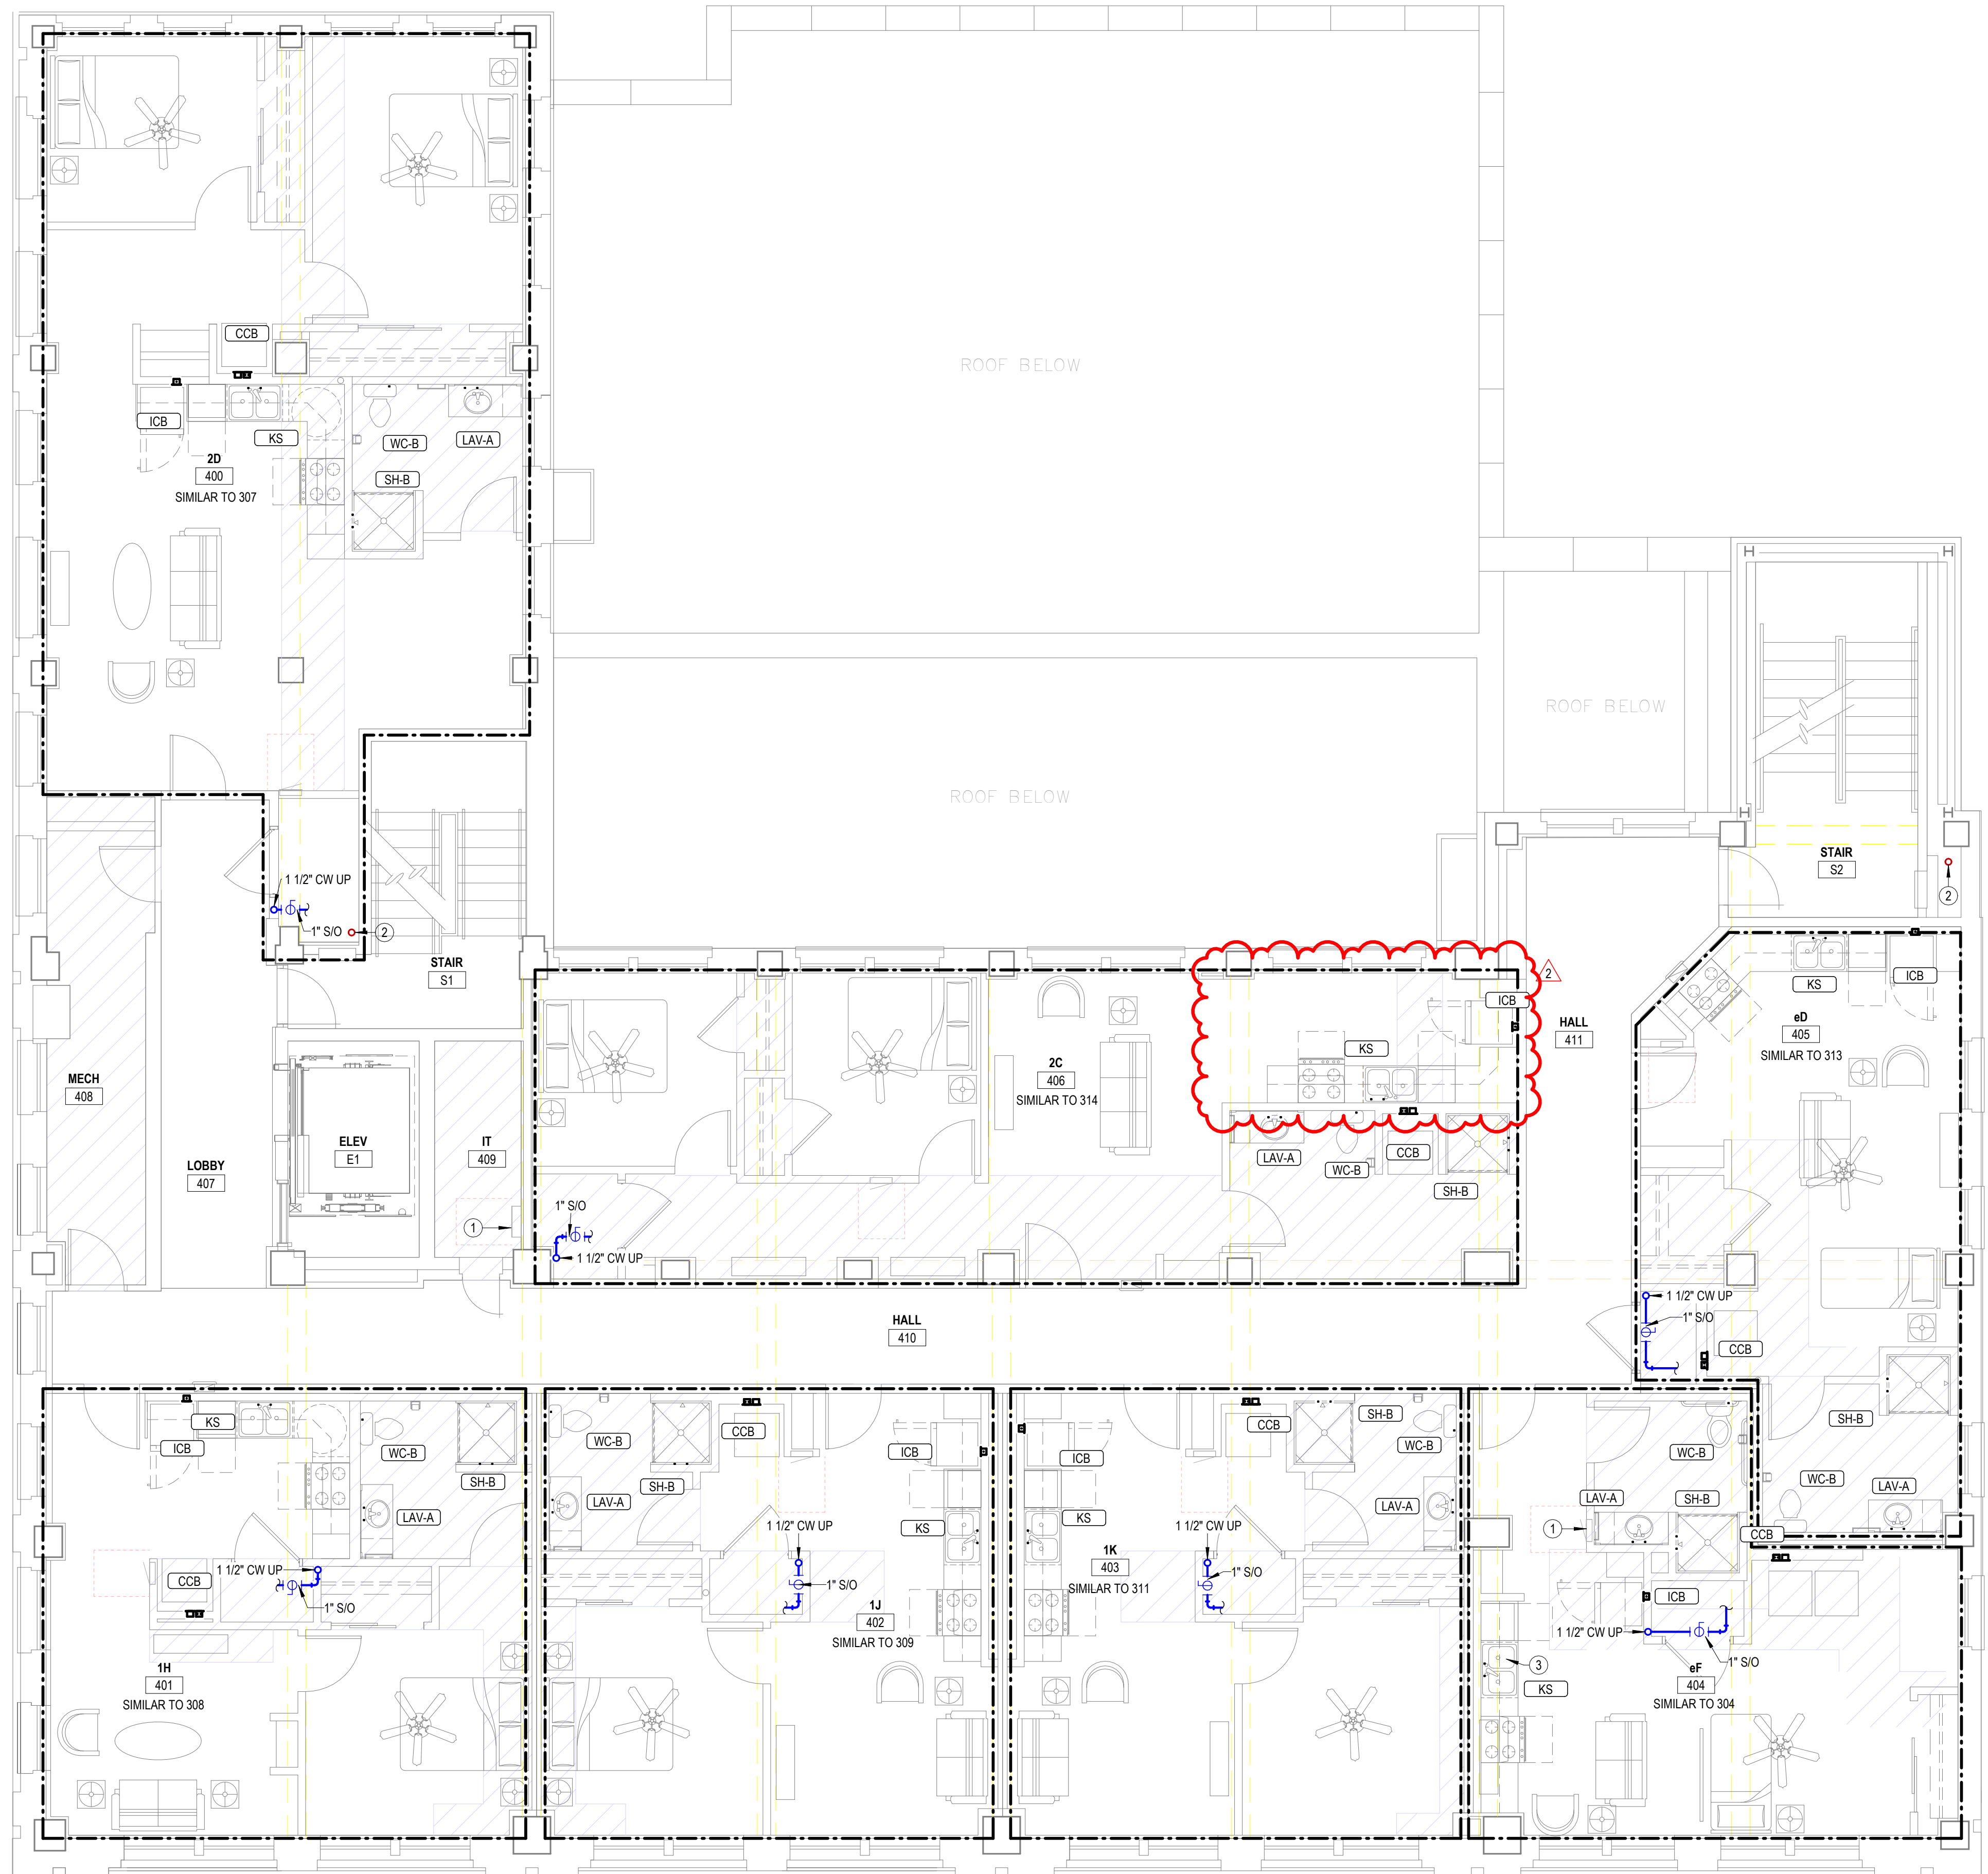 ROOF BELOW
CCB
ICB
KS
WC-B
LAV-A
2D
400
SIMILAR TO 307
SH-B
ROOF BELOW
ROOF BELOW
1 1/2" CW UP
1" S/O
2
STAIR
S1
STAIR
S2
2
2
ICB
HALL
411
KS
ICB
eD
405
SIMILAR TO 313
KS
2C
406
SIMILAR TO 314
MECH
408
ELEV
E1
IT
409
LOBBY
407
LAV-A
WC-B
CCB
SH-B
1
1" S/O
1 1/2" CW UP
1 1/2" CW UP
1" S/O
CCB
HALL
410
KS
ICB
WC-B
SH-B
LAV-A
1 1/2" CW UP
CCB
1" S/O
1H
401
SIMILAR TO 308
WC-B
CCB
SH-B
LAV-A
ICB
KS
1 1/2" CW UP
1" S/O
1J
402
SIMILAR TO 309
ICB
KS
CCB
SH-B
WC-B
LAV-A
1 1/2" CW UP
1" S/O
1K
403
SIMILAR TO 311
SH-B
WC-B
LAV-A
WC-B
LAV-A
SH-B
1
CCB
ICB
1 1/2" CW UP
1" S/O
3
KS
eF
404
SIMILAR TO 304